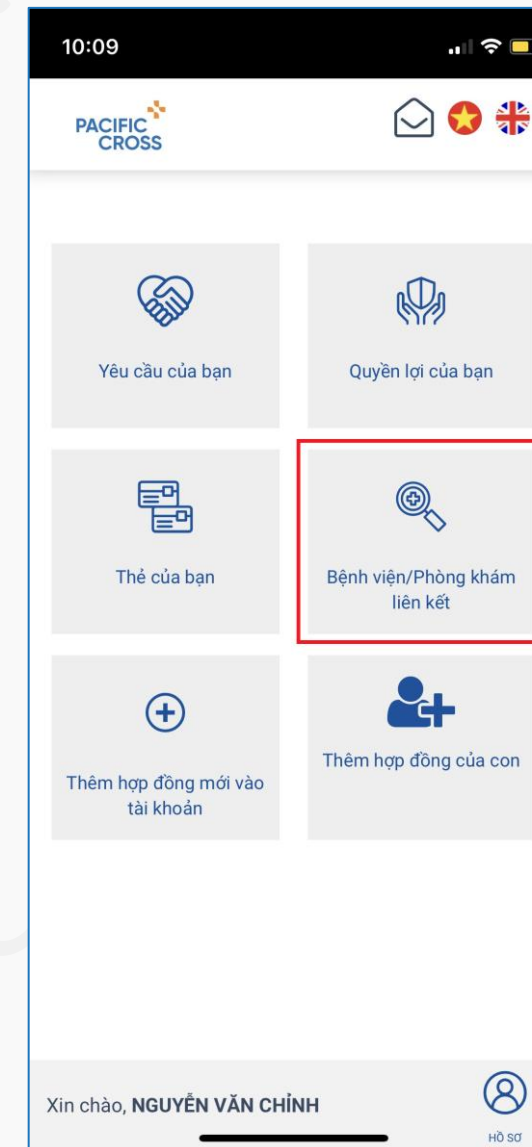 10:09
PACIFIC
CROSS
Yêu cầu của bạn
Quyền lợi của bạn
Thẻ của bạn
Bệnh viện/Phòng khám
liên kết
Thêm hợp đồng mới vào
tài khoản
Thêm hợp đồng của con
Xin chào, NGUYỄN VĂN CHỈNH
HỒ SƠ